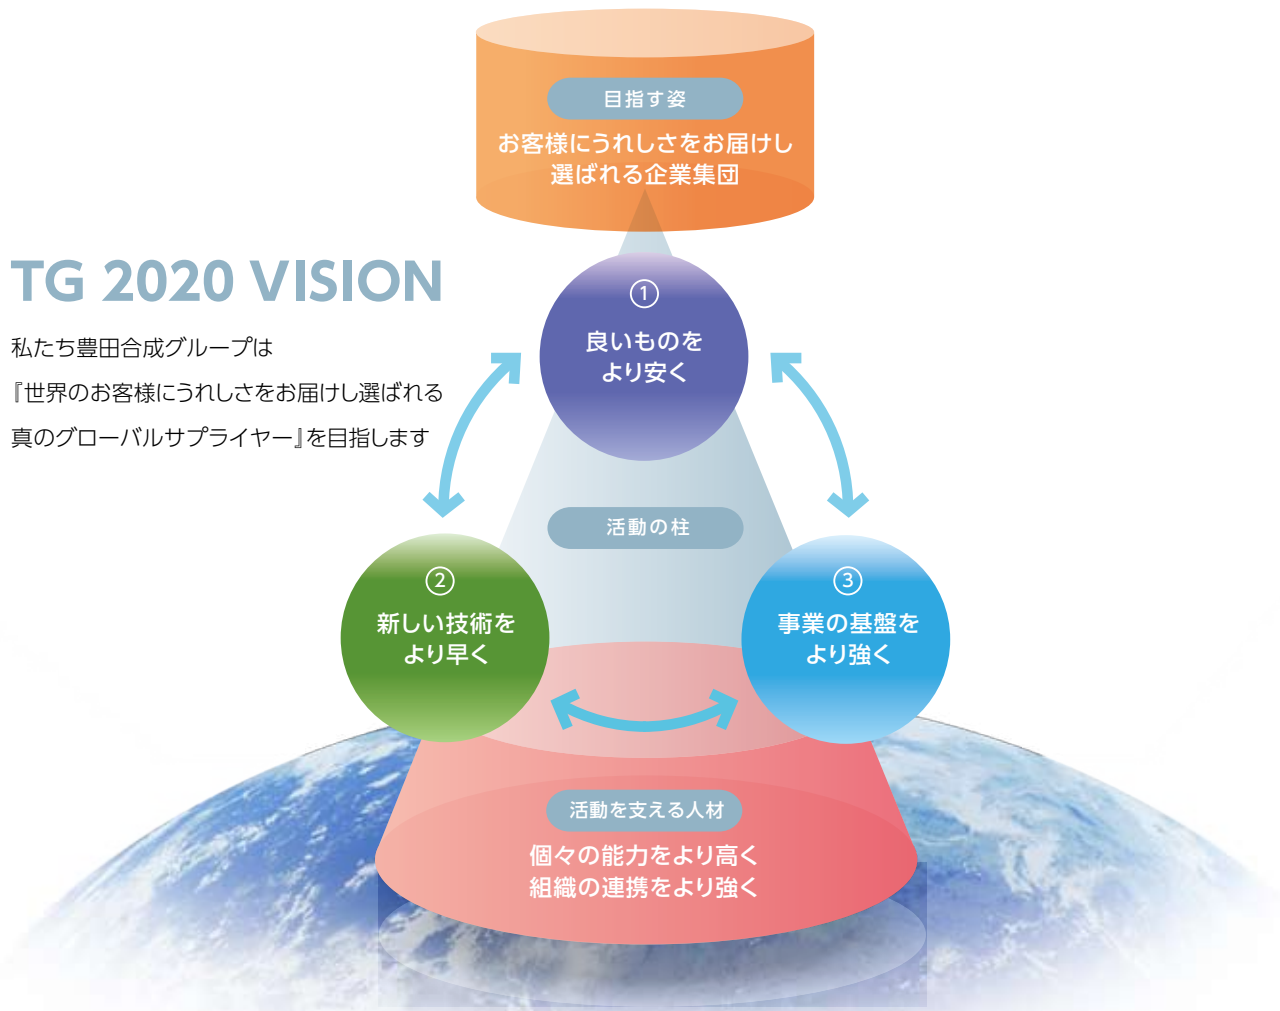 目指す姿
お客様にうれしさをお届けし
選ばれる企業集団
TG 2020 VISION
私たち豊田合成グループは
『世界のお客様にうれしさをお届けし選ばれる
真のグローバルサプライヤー』を目指します
①
良いものを
より安く
活動の柱
②
新しい技術を
より早く
③
事業の基盤を
より強く
活動を支える人材
個々の能力をより高く
組織の連携をより強く